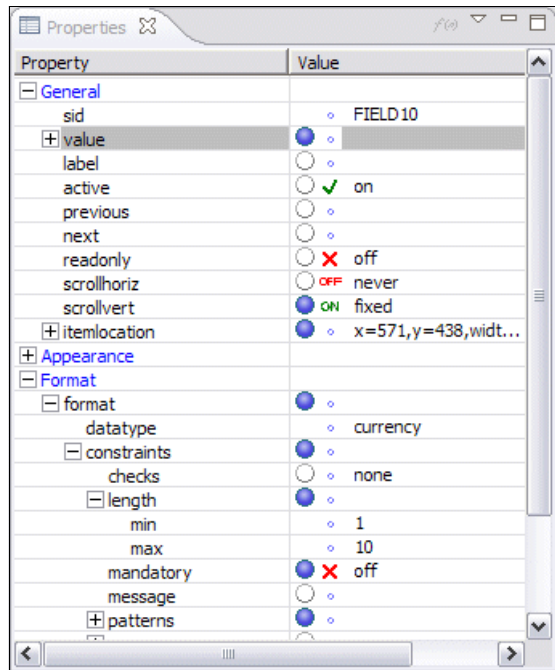 Properties
f(x)
Property Value
General
sid FIELD10
value
label
active on
previous
next
readonly off
scrollhoriz OFF never
scrollvert ON fixed
itemlocation x=571,y=438,widt...
Appearance
Format
format
datatype currency
constraints
checks none
length
min 1
max 10
mandatory off
message
patterns